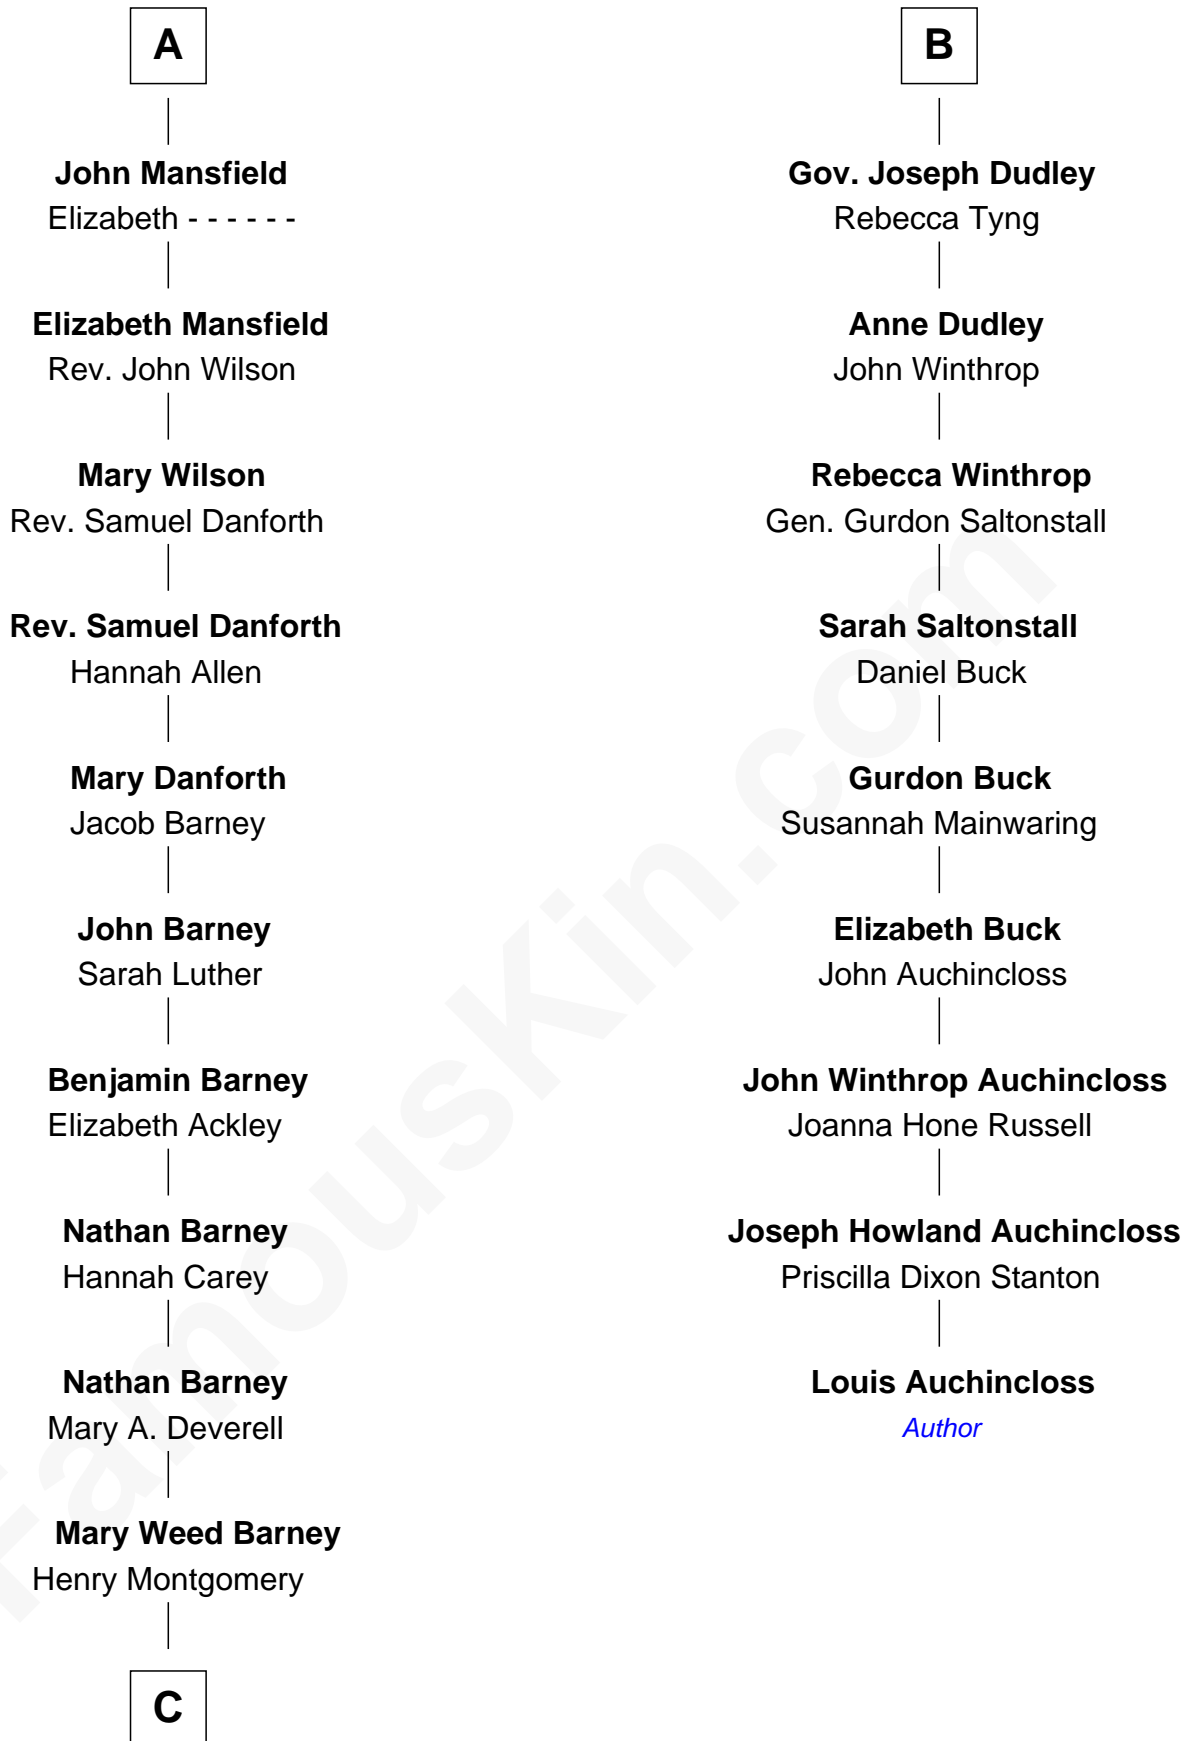 A
John Mansfield
Elizabeth - - - - - -
Elizabeth Mansfield
Rev. John Wilson
Mary Wilson
Rev. Samuel Danforth
Rev. Samuel Danforth
Hannah Allen
Mary Danforth
Jacob Barney
John Barney
Sarah Luther
Benjamin Barney
Elizabeth Ackley
Nathan Barney
Hannah Carey
Nathan Barney
Mary A. Deverell
Mary Weed Barney
Henry Montgomery
C
B
Gov. Joseph Dudley
Rebecca Tyng
Anne Dudley
John Winthrop
Rebecca Winthrop
Gen. Gurdon Saltonstall
Sarah Saltonstall
Daniel Buck
Gurdon Buck
Susannah Mainwaring
Elizabeth Buck
John Auchincloss
John Winthrop Auchincloss
Joanna Hone Russell
Joseph Howland Auchincloss
Priscilla Dixon Stanton
Louis Auchincloss
Author
FamousKin.com